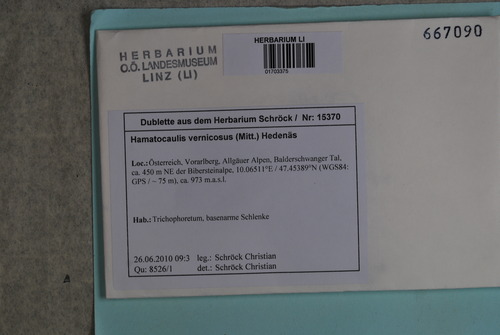 667090
HERBARIUM
O.Ö. LANDESMUSEUM
LINZ (LI)
HERBARIUM LI
01703375
Dublette aus dem Herbarium Schröck / Nr: 15370
Hamatocaulis vernicosus (Mitt.) Hedenäs
Loc.:Österreich, Vorarlberg, Allgäuer Alpen, Balderschwanger Tal,
ca. 450 m NE der Bibersteinalpe, 10.06511°E / 47.45389°N (WGS84:
GPS / ~ 75 m), ca. 973 m.a.s.l.
Hab.:Trichophoretum, basenarme Schlenke
26.06.2010 09:3 leg.: Schröck Christian
Qu: 8526/1 det.: Schröck Christian